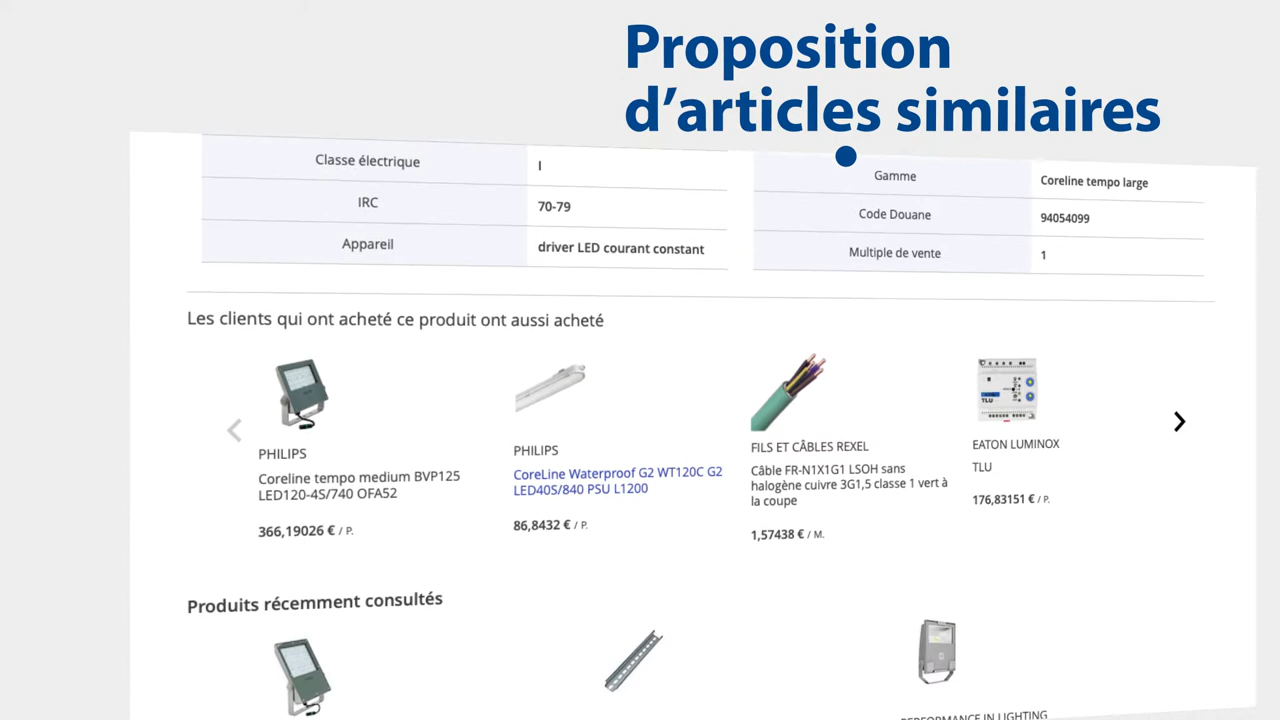 Proposition
d’articles similaires
Classe électrique
I
IRC
70-79
Appareil
driver LED courant constant
Gamme
Coreline tempo large
Code Douane
94054099
Multiple de vente
1
Les clients qui ont acheté ce produit ont aussi acheté
PHILIPS
Coreline tempo medium BVP125
LED120-4S/740 OFA52
366,19026 € / P.
PHILIPS
CoreLine Waterproof G2 WT120C G2
LED40S/840 PSU L1200
86,8432 € / P.
FILS ET CÂBLES REXEL
Câble FR-N1X1G1 LSOH sans
halogène cuivre 3G1,5 classe 1 vert à
la coupe
1,57438 € / M.
TLU
EATON LUMINOX
TLU
176,83151 € / P.
Produits récemment consultés
PERFORMANCE IN LIGHTING